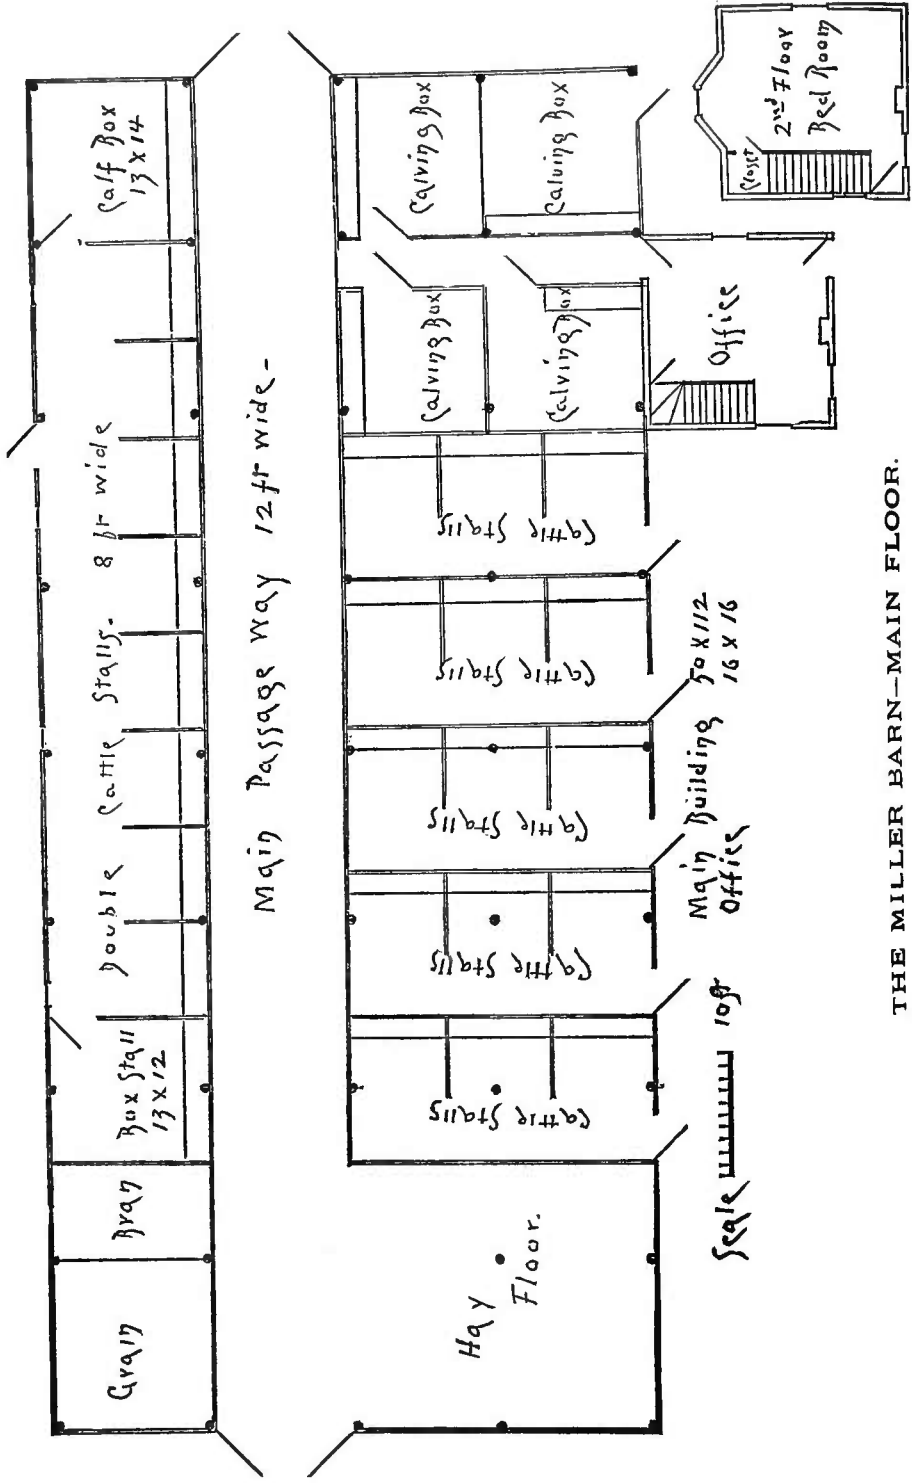 Grain
Bran
Box Stall
13 x 12
Double Cattle Stalls. 8 ft wide
Calf Box
13 x 14
Main Passage Way 12 ft wide-
Hay
Floor.
Cattle Stalls
Cattle Stalls
Cattle Stalls
Cattle Stalls
Cattle Stalls
Calving Box
Calving Box
Calving Box
Calving Box
Office
Closet
2nd Floor
Bed Room
Scale 10 ft
Main Building 50 x 112
Office 16 x 16
THE MILLER BARN—MAIN FLOOR.